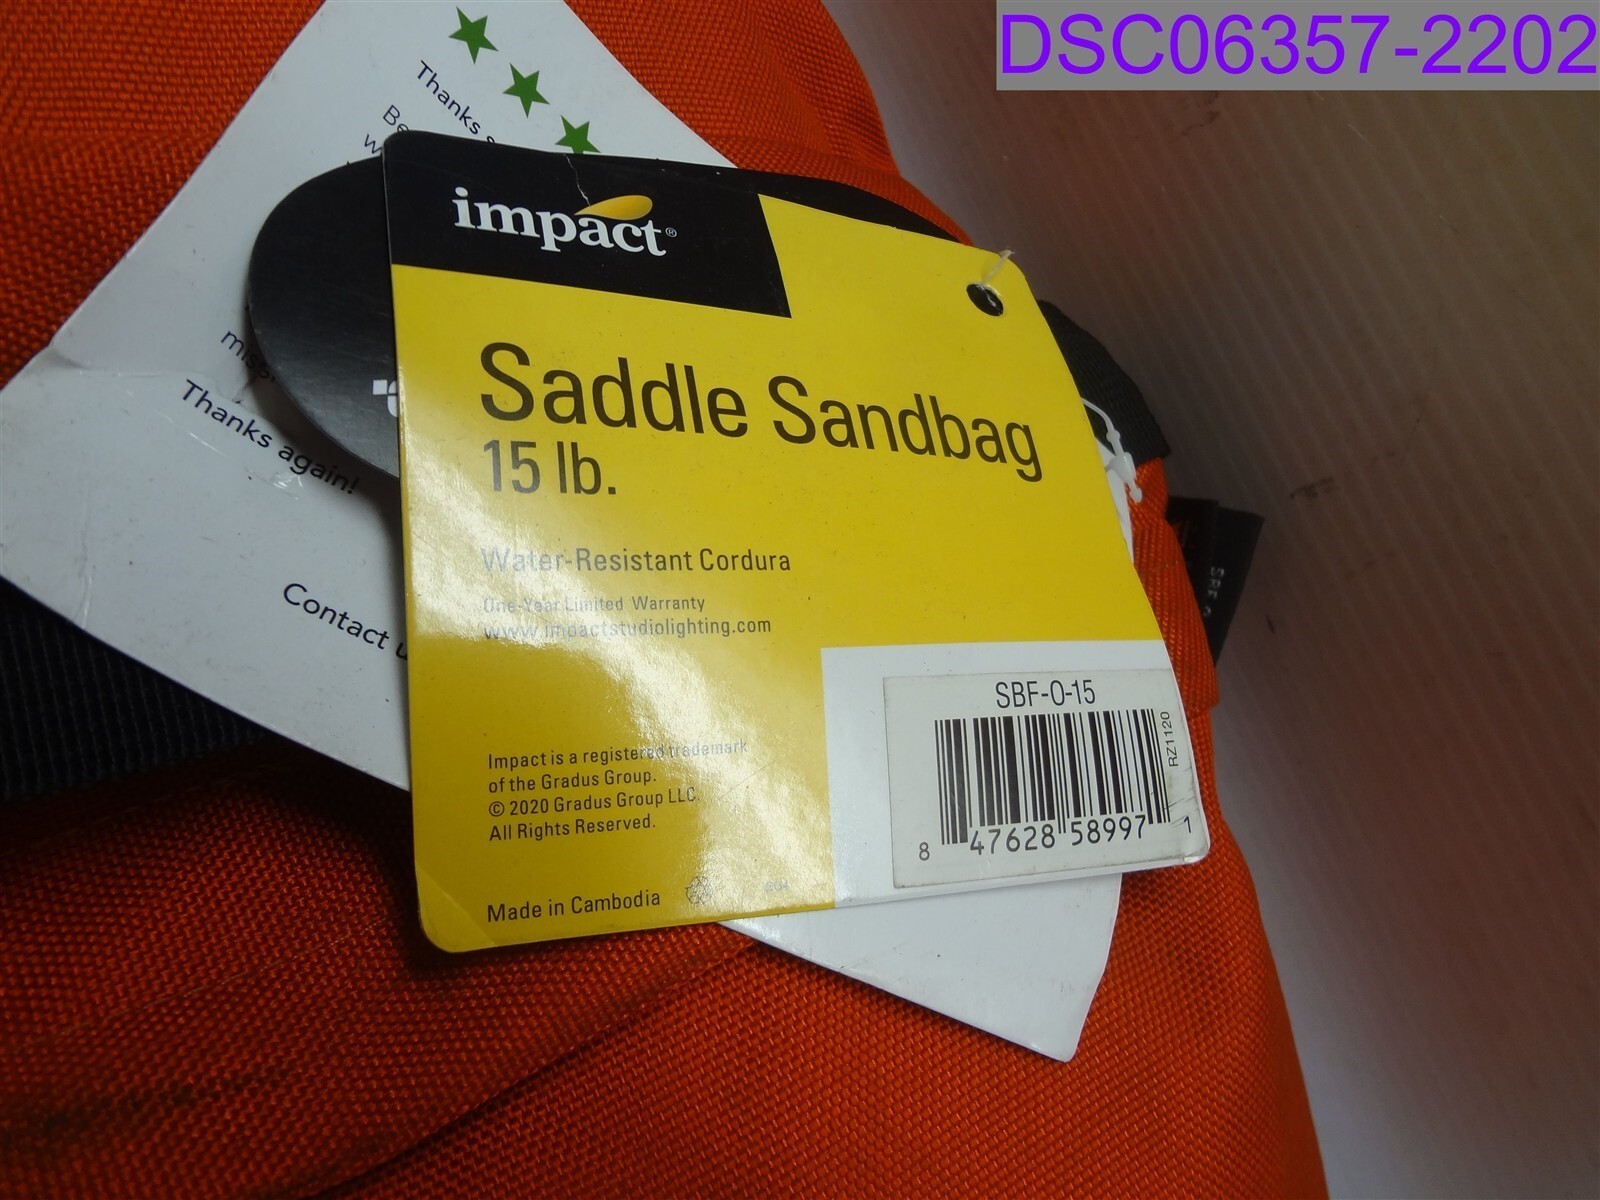 DSC06357-2202
Thanks
impact®
Saddle Sandbag
15 lb.
Water-Resistant Cordura
One-Year Limited Warranty
www.impactstudiolighting.com
Thanks again!
Contact
SBF-O-15
RZ1120
8 47628 58997 1
Impact is a registered trademark
of the Gradus Group.
© 2020 Gradus Group LLC.
All Rights Reserved.
Made in Cambodia